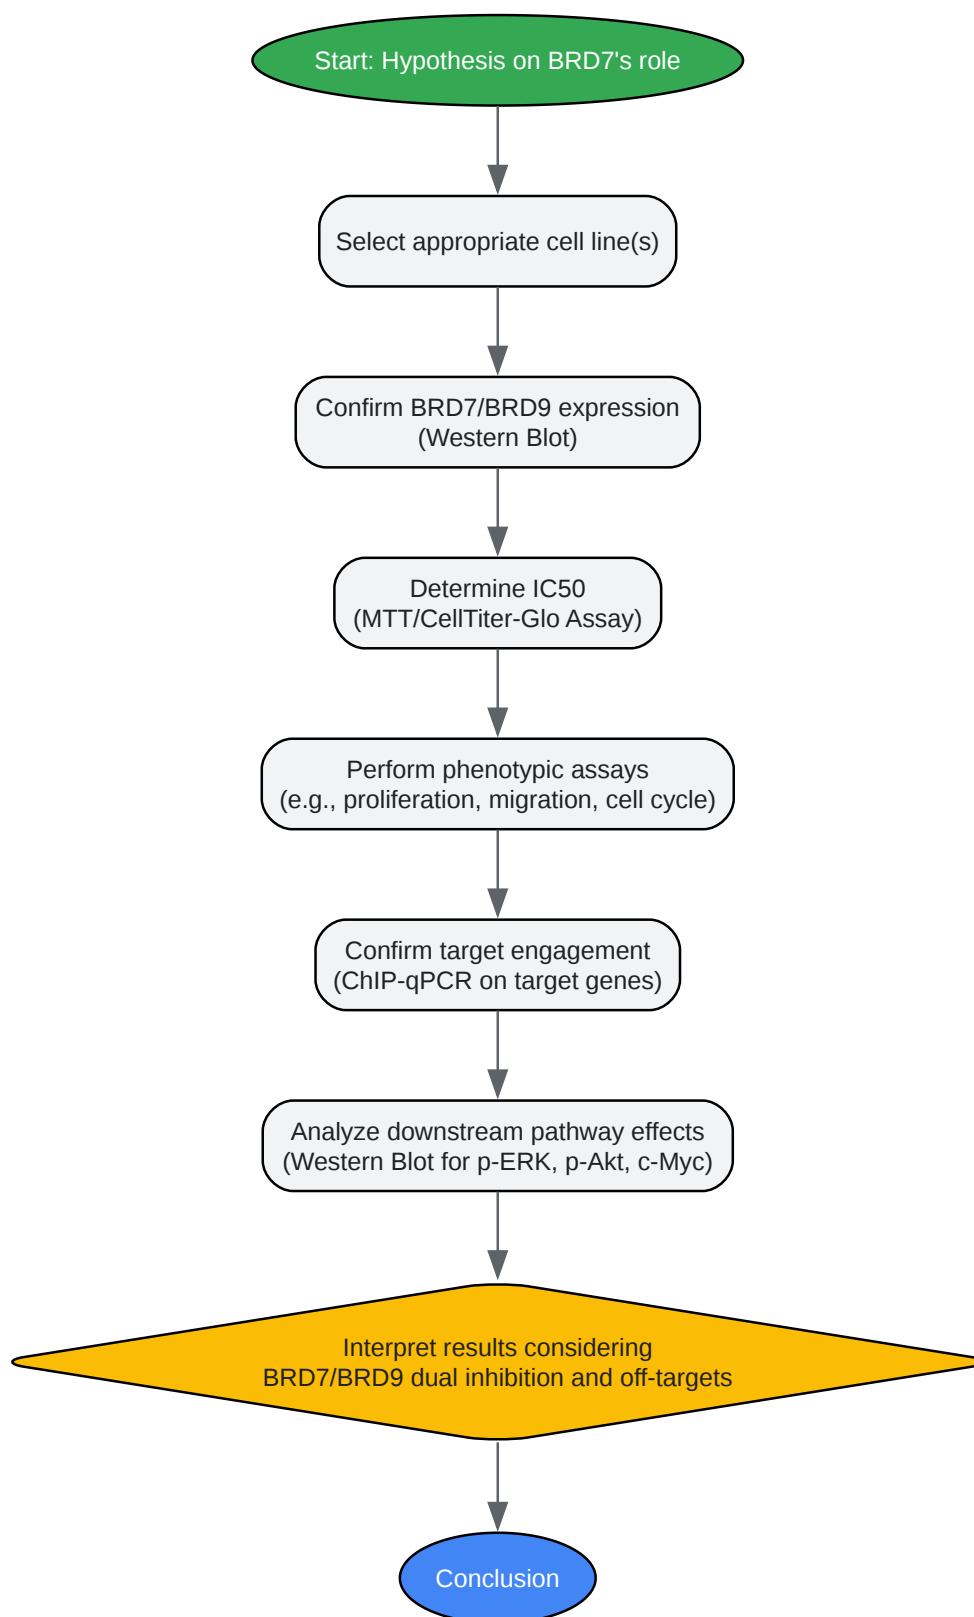 Start: Hypothesis on BRD7's role
Select appropriate cell line(s)
Confirm BRD7/BRD9 expression
(Western Blot)
Determine IC50
(MTT/CellTiter-Glo Assay)
Perform phenotypic assays
(e.g., proliferation, migration, cell cycle)
Confirm target engagement
(ChIP-qPCR on target genes)
Analyze downstream pathway effects
(Western Blot for p-ERK, p-Akt, c-Myc)
Interpret results considering
BRD7/BRD9 dual inhibition and off-targets
Conclusion